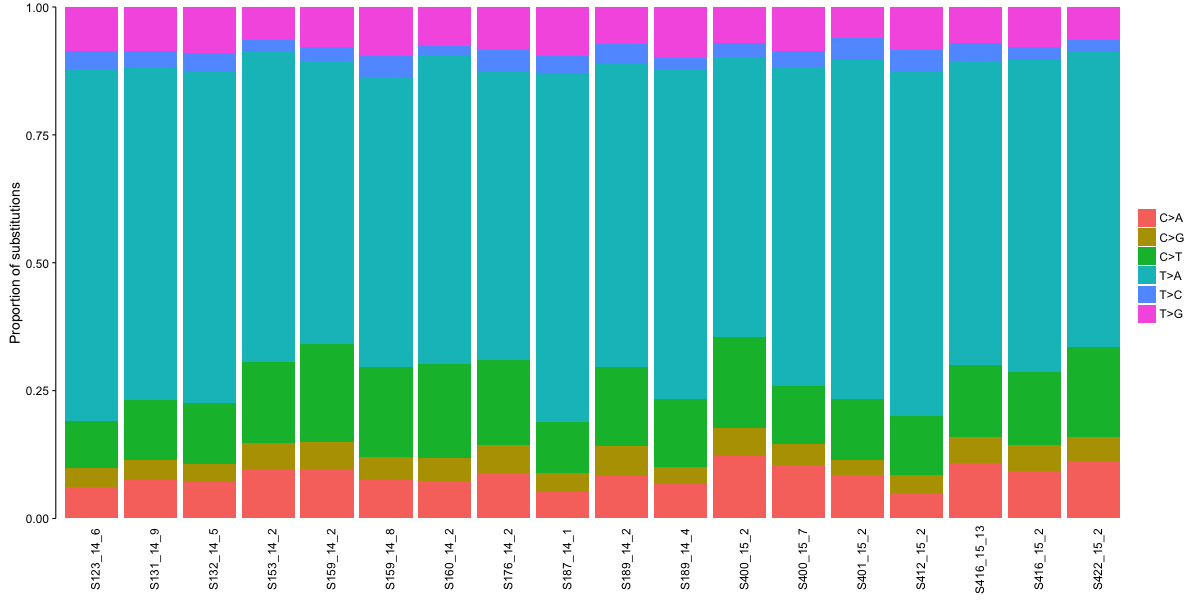 1.00
0.75
0.50
0.25
0.00
Proportion of substitutions
S123_14_6
S131_14_9
S132_14_5
S153_14_2
S159_14_2
S159_14_8
S160_14_2
S176_14_2
S187_14_1
S189_14_2
S189_14_4
S400_15_2
S400_15_7
S401_15_2
S412_15_2
S416_15_13
S416_15_2
S422_15_2
C>A
C>G
C>T
T>A
T>C
T>G